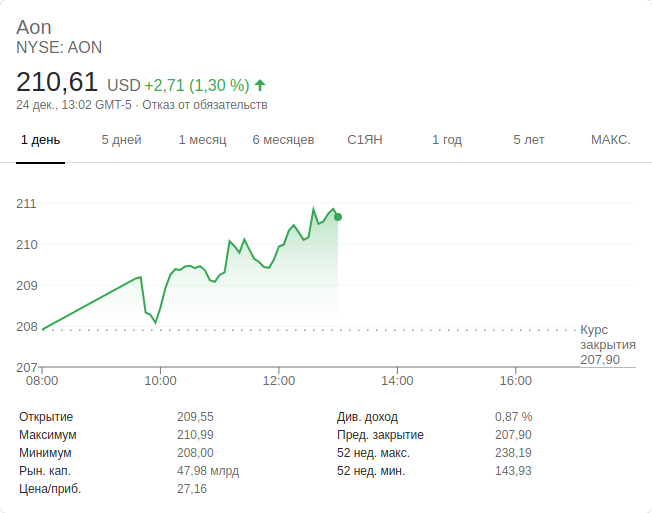 Aon
NYSE: AON
210,61 USD +2,71 (1,30 %)
24 дек., 13:02 GMT-5 · Отказ от обязательств
1 день 5 дней 1 месяц 6 месяцев С1ЯН 1 год 5 лет МАКС.
211
210
209
208
Курс
закрытия
207,90
207
08:00 10:00 12:00 14:00 16:00
Открытие 209,55 Див. доход 0,87 %
Максимум 210,99 Пред. закрытие 207,90
Минимум 208,00 52 нед. макс. 238,19
Рын. кап. 47,98 млрд 52 нед. мин. 143,93
Цена/приб. 27,16